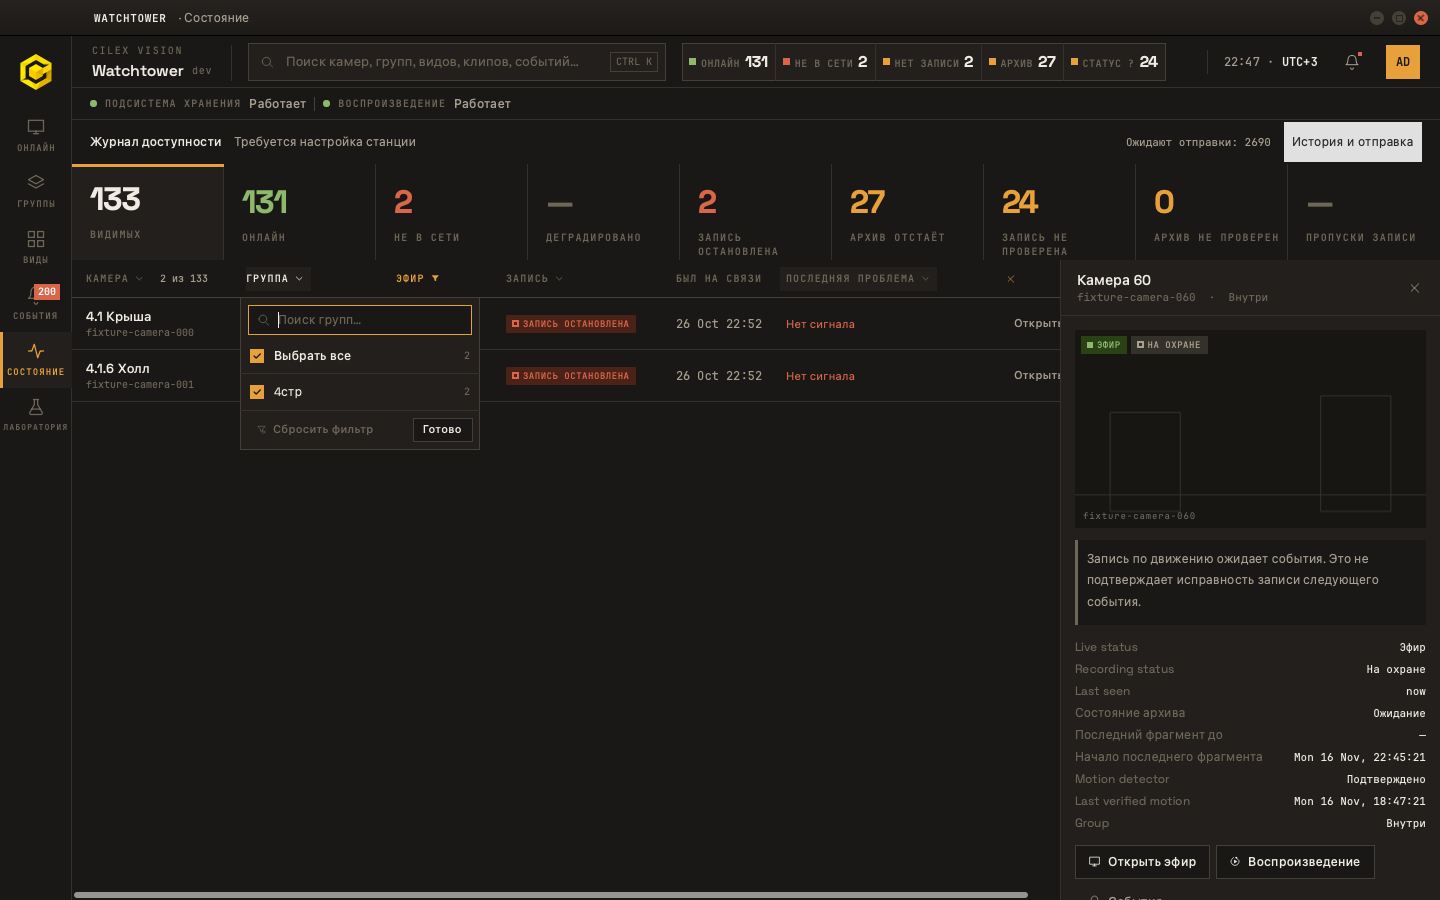 WATCHTOWER · Состояние
CILEX VISION
Watchtower dev
Поиск камер, групп, видов, клипов, событий... CTRL K
ОНЛАЙН 131 НЕ В СЕТИ 2 НЕТ ЗАПИСИ 2 АРХИВ 27 СТАТУС ? 24
22:47 · UTC+3
AD
ПОДСИСТЕМА ХРАНЕНИЯ Работает ВОСПРОИЗВЕДЕНИЕ Работает
ОНЛАЙН
ГРУППЫ
ВИДЫ
200
СОБЫТИЯ
СОСТОЯНИЕ
ЛАБОРАТОРИЯ
Журнал доступности Требуется настройка станции
Ожидают отправки: 2690 История и отправка
133
ВИДИМЫХ
131
ОНЛАЙН
2
НЕ В СЕТИ
—
ДЕГРАДИРОВАНО
2
ЗАПИСЬ
ОСТАНОВЛЕНА
27
АРХИВ ОТСТАЁТ
24
ЗАПИСЬ НЕ
ПРОВЕРЕНА
0
АРХИВ НЕ ПРОВЕРЕН
—
ПРОПУСКИ ЗАПИСИ
КАМЕРА 2 из 133 ГРУППА ЭФИР ЗАПИСЬ БЫЛ НА СВЯЗИ ПОСЛЕДНЯЯ ПРОБЛЕМА
4.1 Крыша
fixture-camera-000
ЗАПИСЬ ОСТАНОВЛЕНА 26 Oct 22:52 Нет сигнала Открыть
4.1.6 Холл
fixture-camera-001
ЗАПИСЬ ОСТАНОВЛЕНА 26 Oct 22:52 Нет сигнала Открыть
Поиск групп...
Выбрать все 2
4стр 2
Сбросить фильтр Готово
Камера 60
fixture-camera-060 · Внутри
ЭФИР НА ОХРАНЕ
fixture-camera-060
Запись по движению ожидает события. Это не
подтверждает исправность записи следующего
события.
Live status Эфир
Recording status На охране
Last seen now
Состояние архива Ожидание
Последний фрагмент до —
Начало последнего фрагмента Mon 16 Nov, 22:45:21
Motion detector Подтверждено
Last verified motion Mon 16 Nov, 18:47:21
Group Внутри
Открыть эфир Воспроизведение